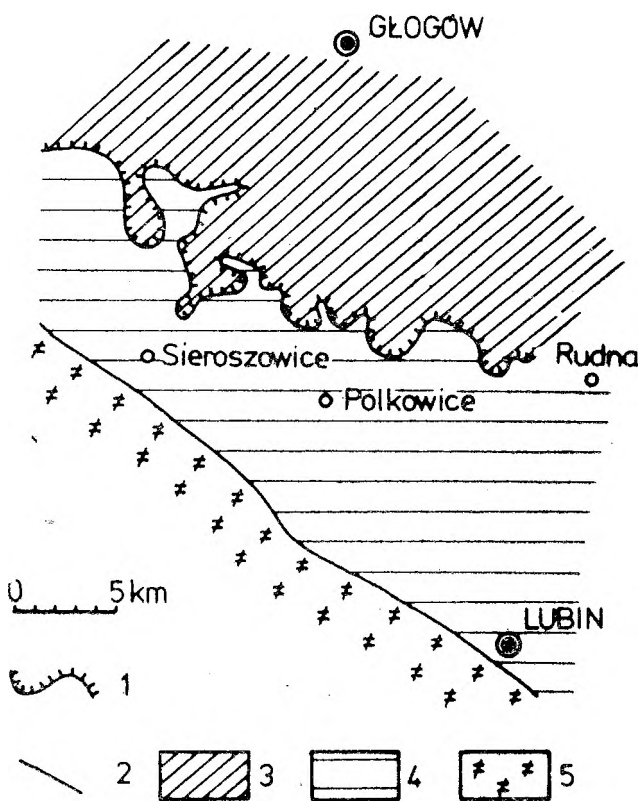 GŁOGÓW
Rudna
Sieroszowice
Polkowice
0 5 km
LUBIN
1
2 3 4 5